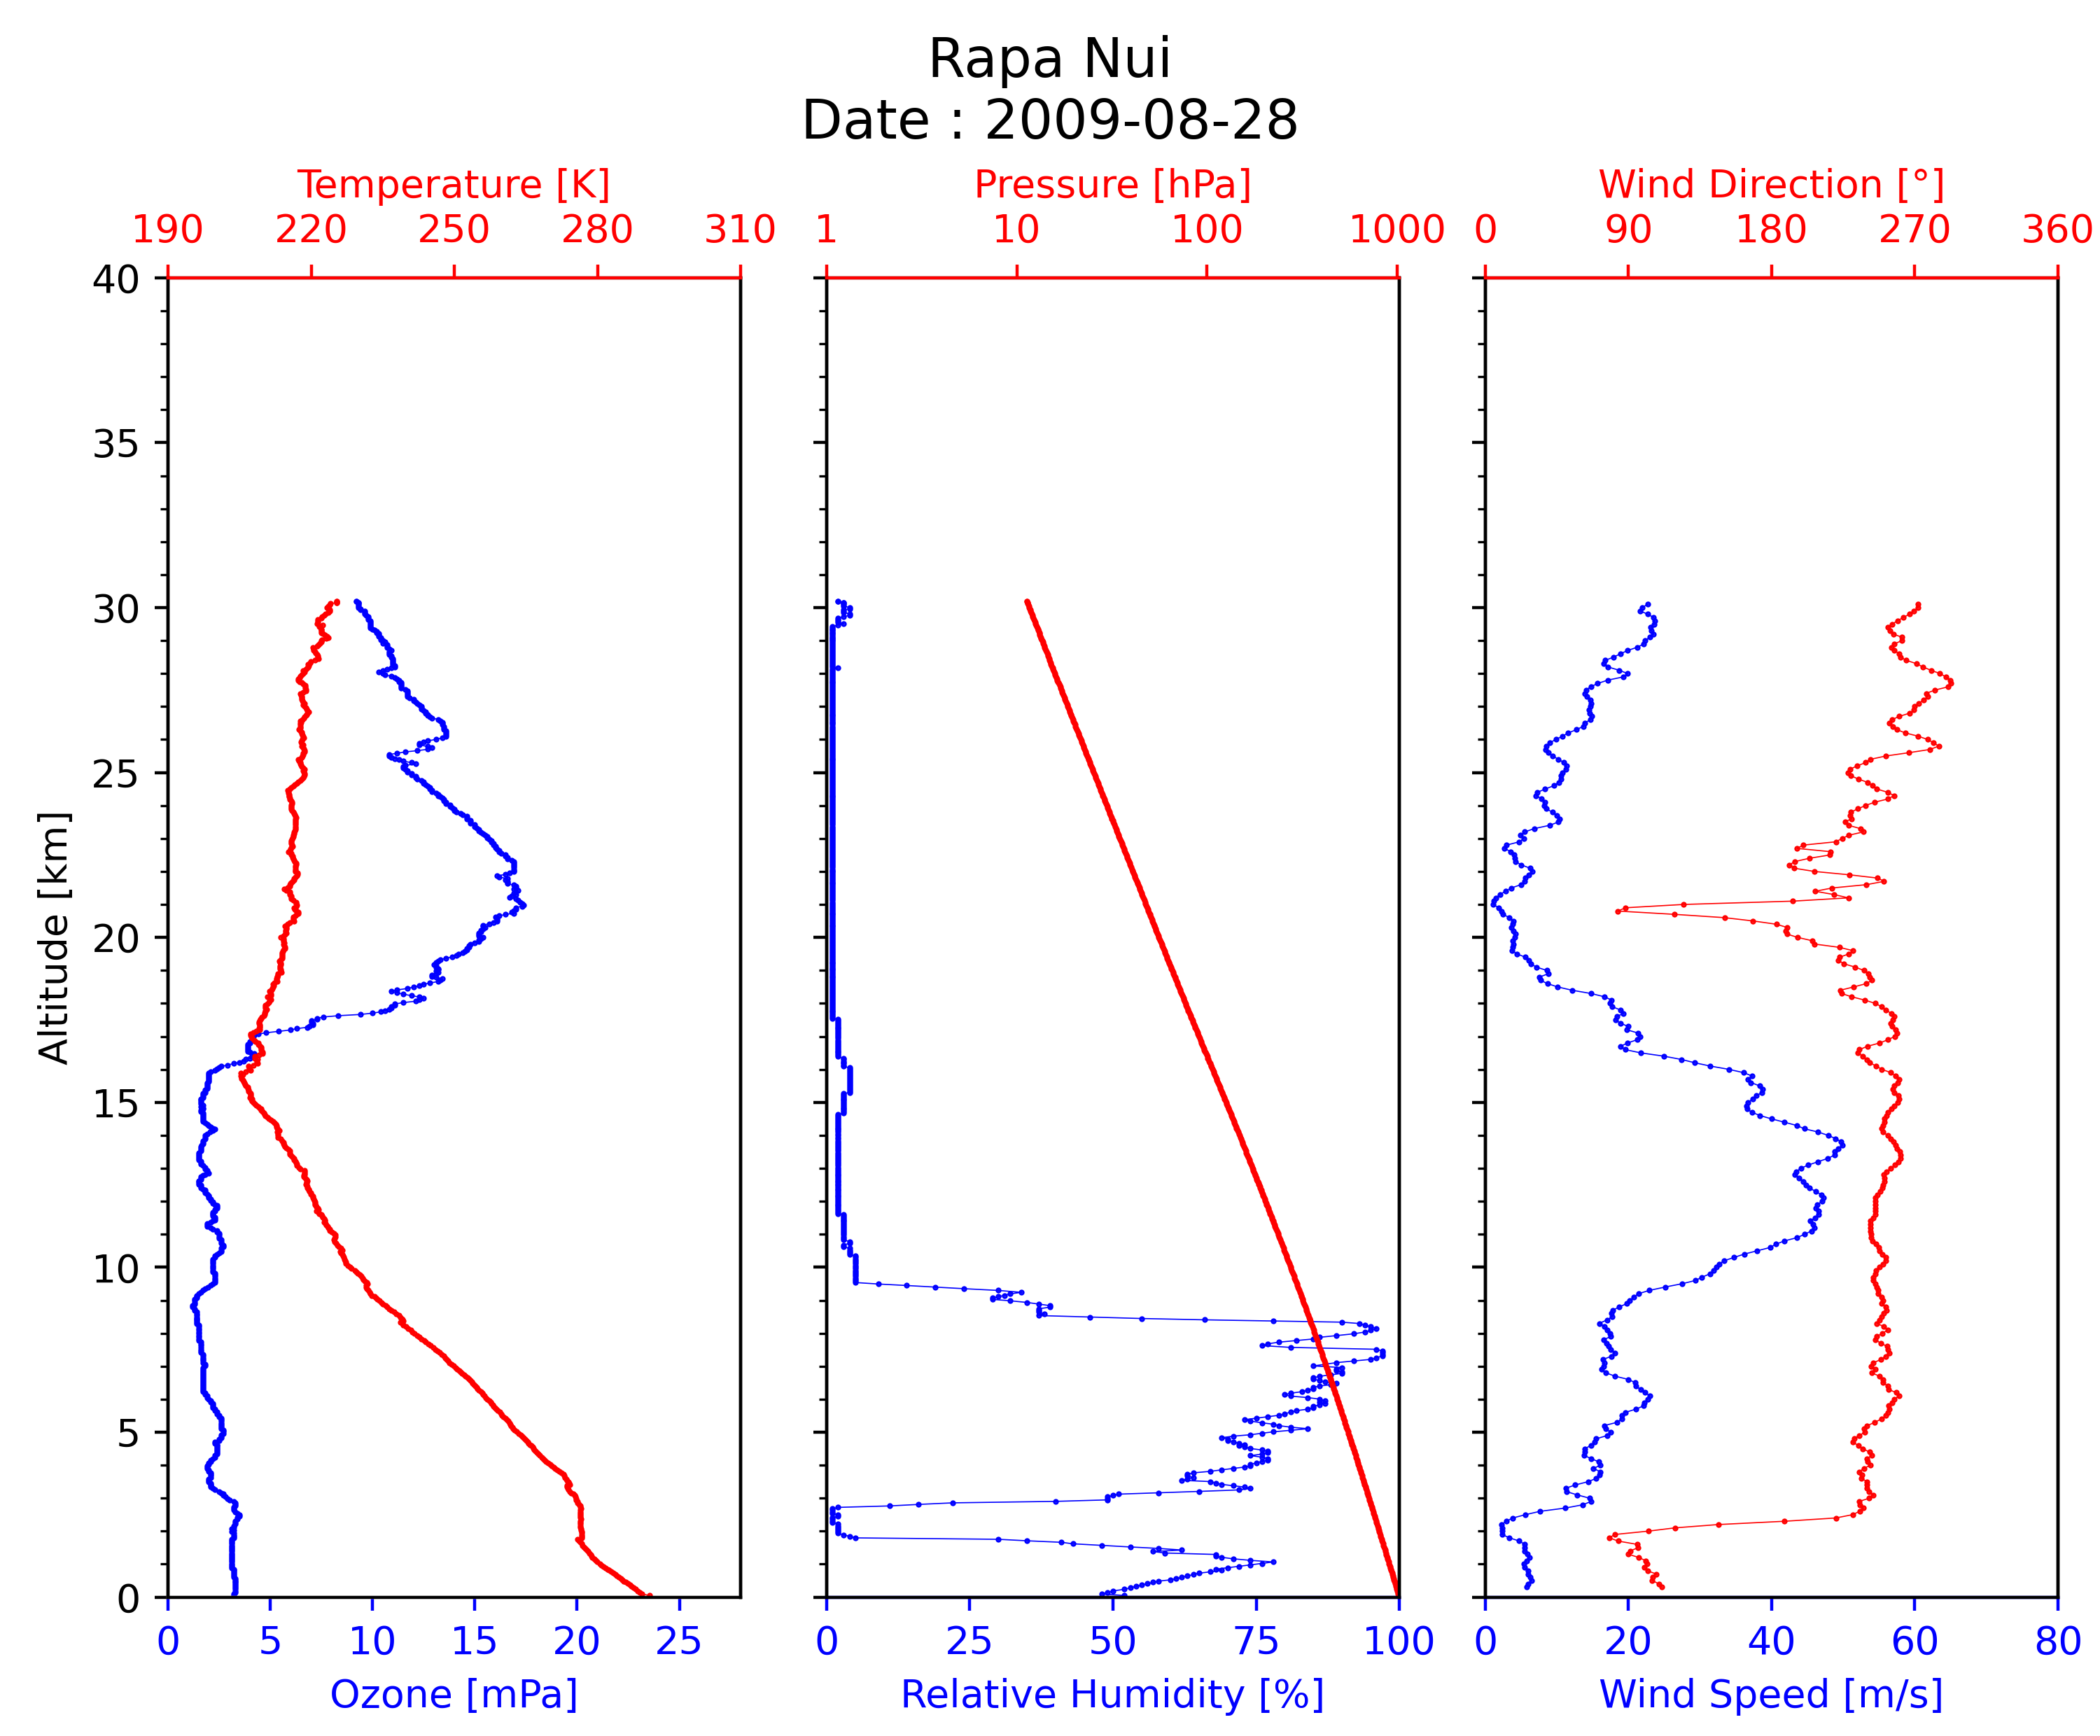 Rapa Nui
Date : 2009-08-28
Temperature [K]
190 220 250 280 310
Pressure [hPa]
1 10 100 1000
Wind Direction [°]
0 90 180 270 360
Altitude [km]
40
35
30
25
20
15
10
5
0
0 5 10 15 20 25
Ozone [mPa]
0 25 50 75 100
Relative Humidity [%]
0 20 40 60 80
Wind Speed [m/s]